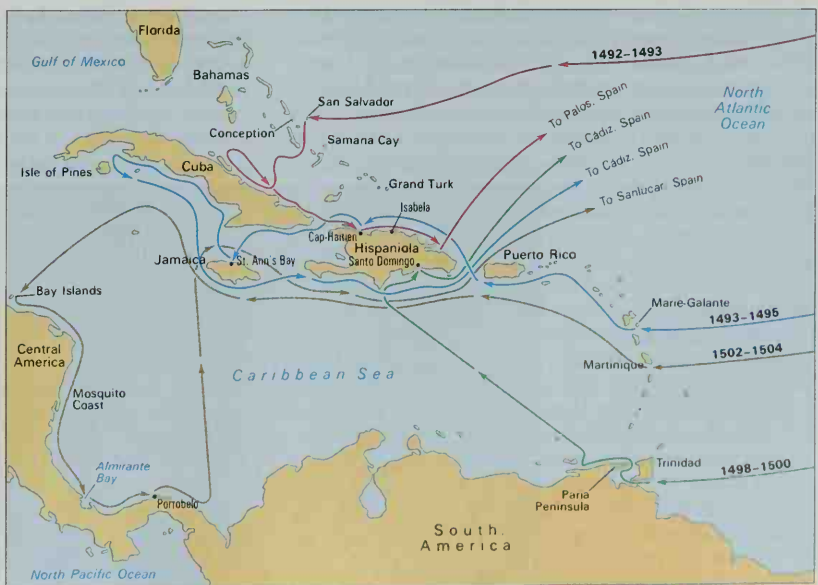 Florida
Gulf of Mexico
Bahamas
1492–1493
North
Atlantic
Ocean
San Salvador
Conception
Samana Cay
To Palos. Spain
To Cádiz. Spain
To Cádiz. Spain
To Sanlucar. Spain
Cuba
Isle of Pines
Grand Turk
Isabela
Cap-Haitien
Hispaniola
Santo Domingo
Puerto Rico
Jamaica
St. Ann's Bay
Bay Islands
Marie-Galante
1493–1495
1502–1504
Martinique
Central
America
Caribbean Sea
Mosquito
Coast
Almirante
Bay
Portobelo
Trinidad
1498–1500
Paria
Peninsula
South
America
North Pacific Ocean